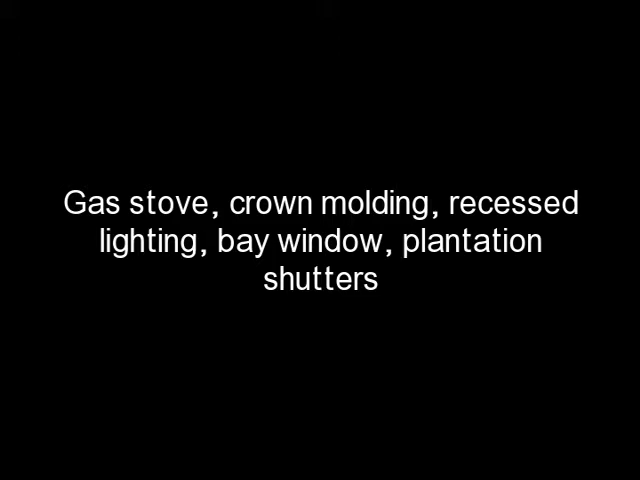 Gas stove, crown molding, recessed
lighting, bay window, plantation
shutters